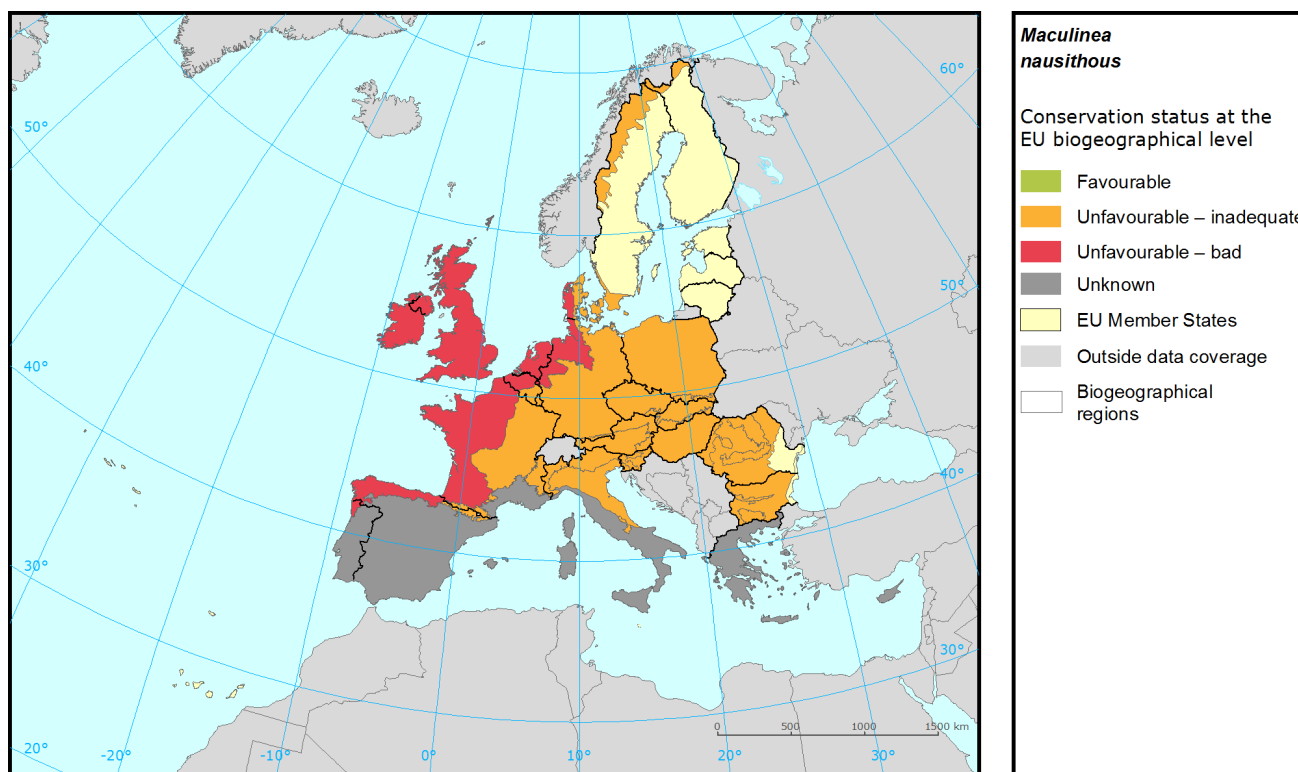 60°
50°
50°
40°
40°
30°
30°
20°
-20°
-10°
0°
10°
20°
30°
0 500 1000 1500 km
Maculinea
nausithous
Conservation status at the
EU biogeographical level
Favourable
Unfavourable – inadequate
Unfavourable – bad
Unknown
EU Member States
Outside data coverage
Biogeographical
regions